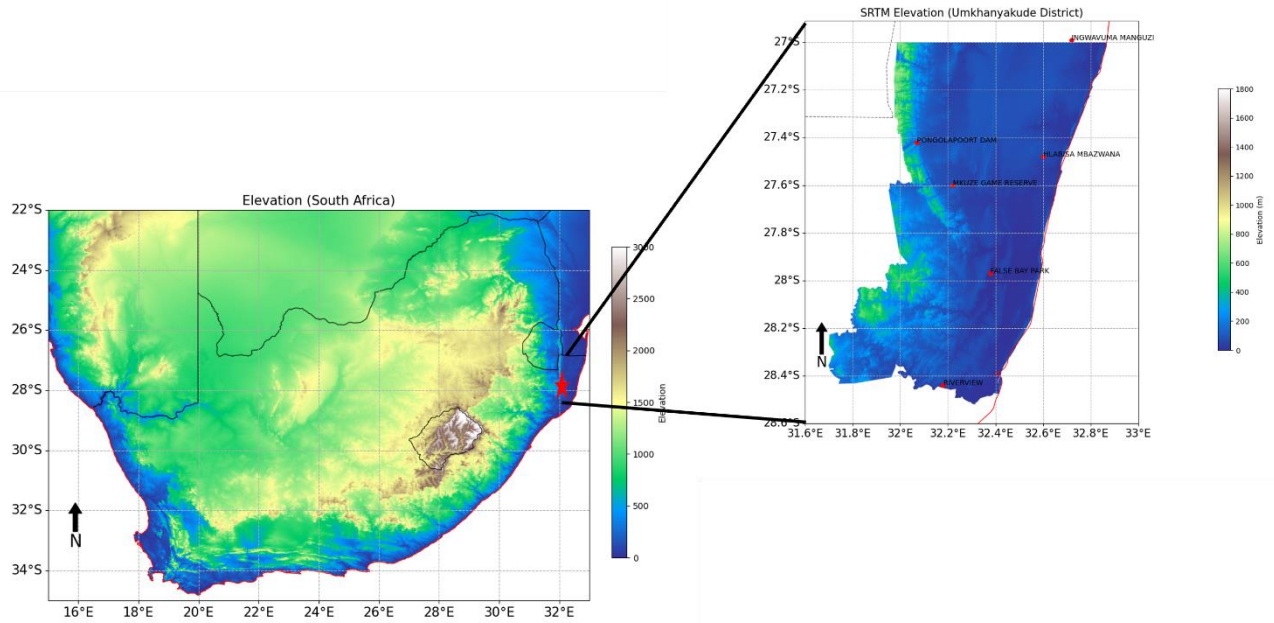 Elevation (South Africa)
22°S
24°S
26°S
28°S
30°S
32°S
34°S
16°E
18°E
20°E
22°E
24°E
26°E
28°E
30°E
32°E
N
3000
2500
2000
1500
1000
500
0
Elevation
SRTM Elevation (Umkhanyakude District)
27°S
27.2°S
27.4°S
27.6°S
27.8°S
28°S
28.2°S
28.4°S
28.6°S
31.6°E
31.8°E
32°E
32.2°E
32.4°E
32.6°E
32.8°E
33°E
INGWAVUMA MANGUZI
PONGOLAPOORT DAM
HLABISA MBAZWANA
MKUZE GAME RESERVE
FALSE BAY PARK
RIVERVIEW
N
1800
1600
1400
1200
1000
800
600
400
200
0
Elevation (m)